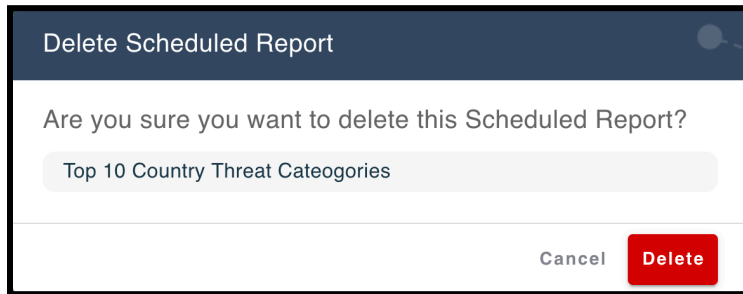 Delete Scheduled Report
Are you sure you want to delete this Scheduled Report?
Top 10 Country Threat Cateogories
Cancel
Delete